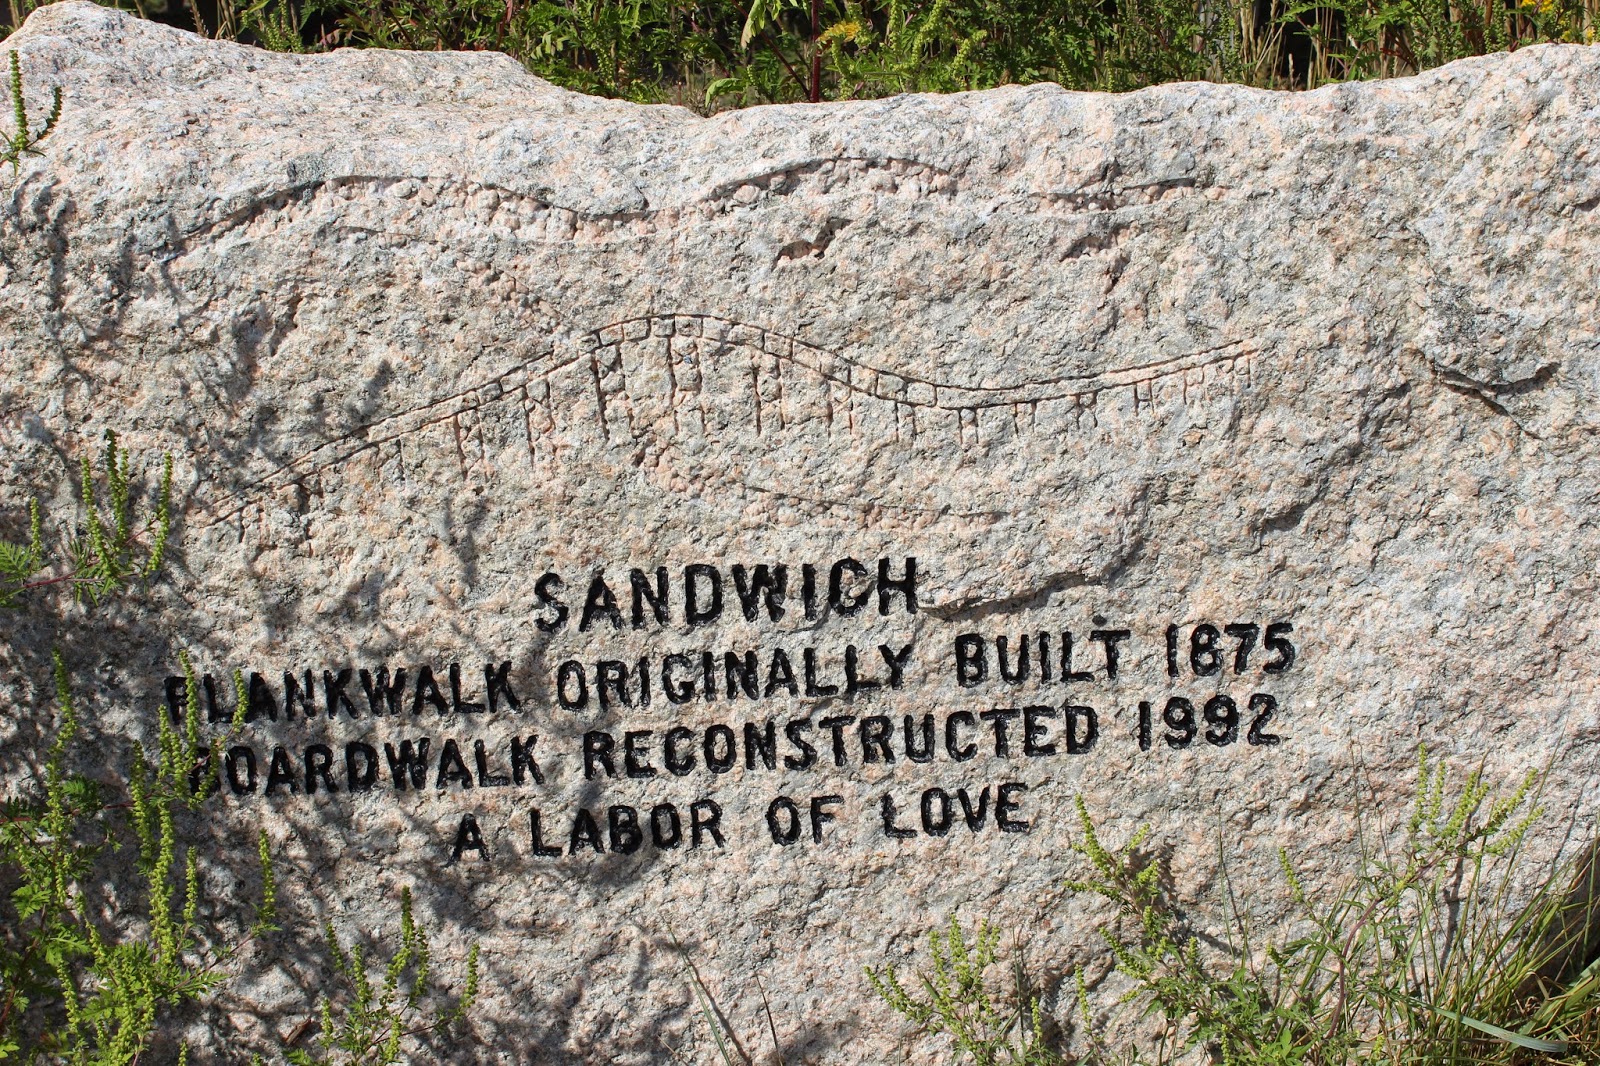 SANDWICH
PLANKWALK ORIGINALLY BUILT 1875
BOARDWALK RECONSTRUCTED 1992
A LABOR OF LOVE